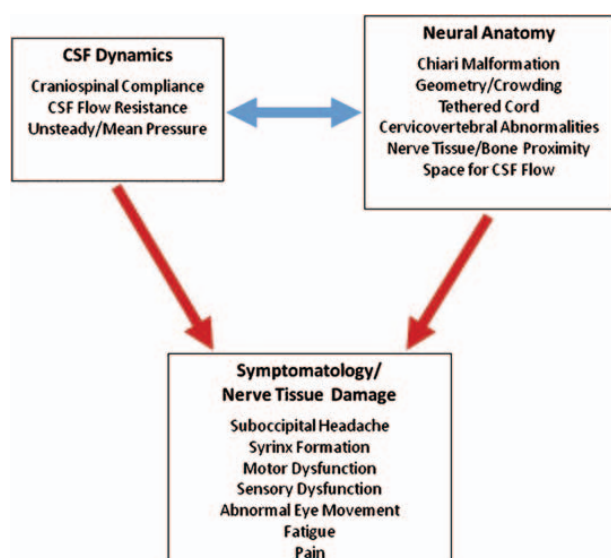 CSF Dynamics
Craniospinal Compliance
CSF Flow Resistance
Unsteady/Mean Pressure
Neural Anatomy
Chiari Malformation
Geometry/Crowding
Tethered Cord
Cervicovertebral Abnormalities
Nerve Tissue/Bone Proximity
Space for CSF Flow
Symptomatology/
Nerve Tissue Damage
Suboccipital Headache
Syrinx Formation
Motor Dysfunction
Sensory Dysfunction
Abnormal Eye Movement
Fatigue
Pain